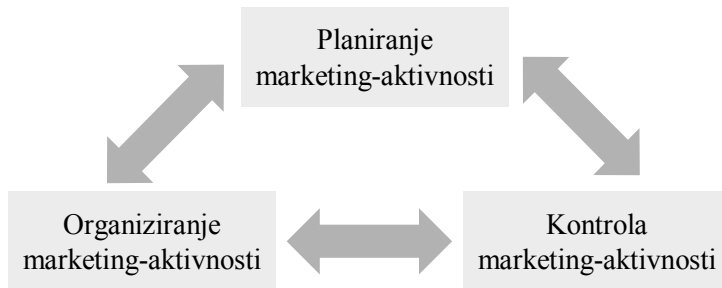 Planiranje
marketing-aktivnosti
Organiziranje
marketing-aktivnosti
Kontrola
marketing-aktivnosti